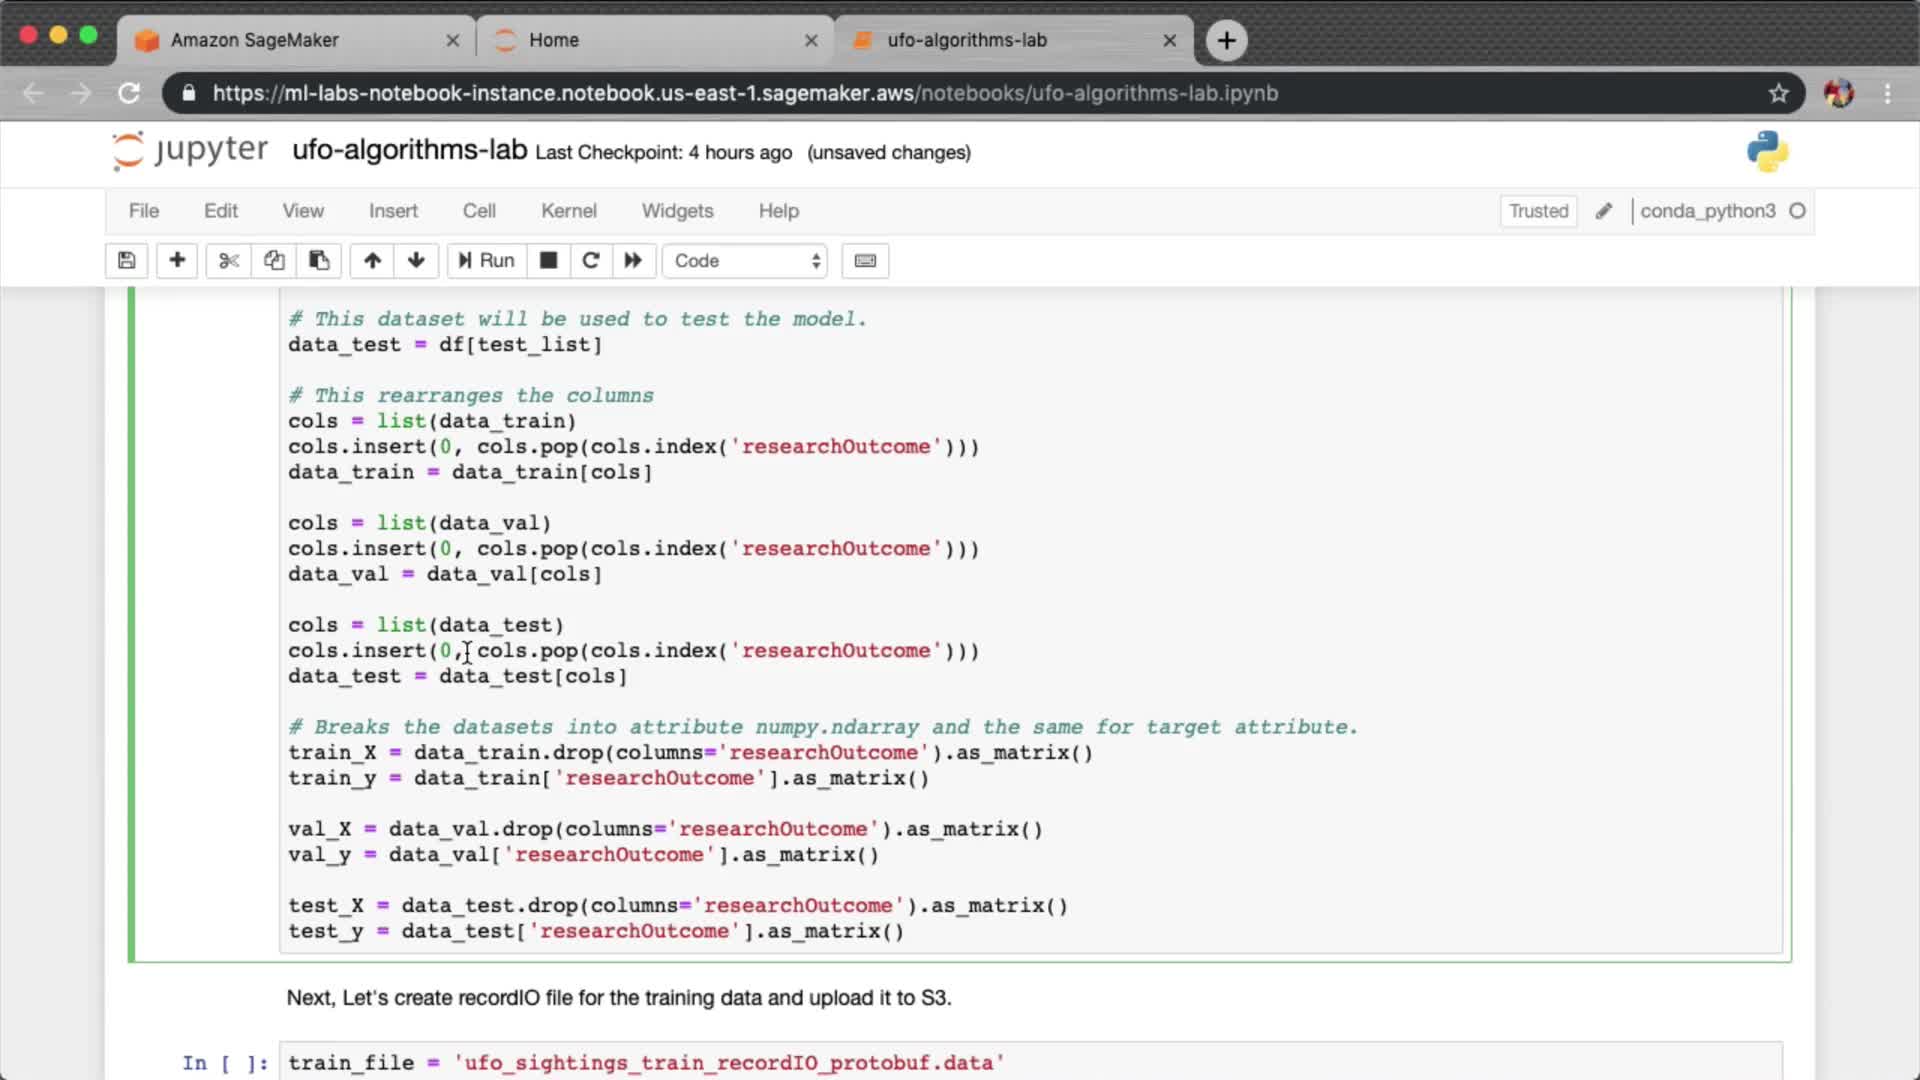 Amazon SageMaker
Home
ufo-algorithms-lab
https://ml-labs-notebook-instance.notebook.us-east-1.sagemaker.aws/notebooks/ufo-algorithms-lab.ipynb
jupyter ufo-algorithms-lab Last Checkpoint: 4 hours ago (unsaved changes)
File Edit View Insert Cell Kernel Widgets Help Trusted conda_python3
Run Code
# This dataset will be used to test the model.
data_test = df[test_list]
# This rearranges the columns
cols = list(data_train)
cols.insert(0, cols.pop(cols.index('researchOutcome')))
data_train = data_train[cols]
cols = list(data_val)
cols.insert(0, cols.pop(cols.index('researchOutcome')))
data_val = data_val[cols]
cols = list(data_test)
cols.insert(0, cols.pop(cols.index('researchOutcome')))
data_test = data_test[cols]
# Breaks the datasets into attribute numpy.ndarray and the same for target attribute.
train_X = data_train.drop(columns='researchOutcome').as_matrix()
train_y = data_train['researchOutcome'].as_matrix()
val_X = data_val.drop(columns='researchOutcome').as_matrix()
val_y = data_val['researchOutcome'].as_matrix()
test_X = data_test.drop(columns='researchOutcome').as_matrix()
test_y = data_test['researchOutcome'].as_matrix()
Next, Let's create recordIO file for the training data and upload it to S3.
In [ ]: train_file = 'ufo_sightings_train_recordIO_protobuf.data'